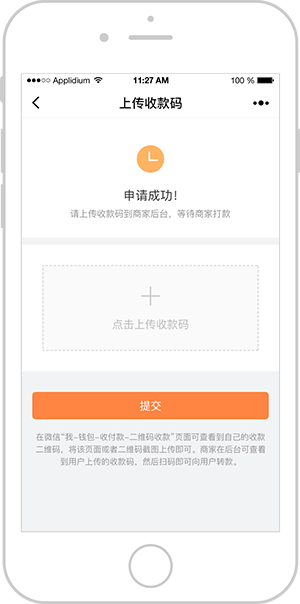 Applidium 11:27 AM 100 %
上传收款码
申请成功！
请上传收款码到商家后台，等待商家打款
点击上传收款码
提交
在微信“我-钱包-收付款-二维码收款”页面可查看到自己的收款
二维码，将该页面或者二维码截图上传即可。商家在后台可查看
到用户上传的收款码，然后扫码即可向用户转款。